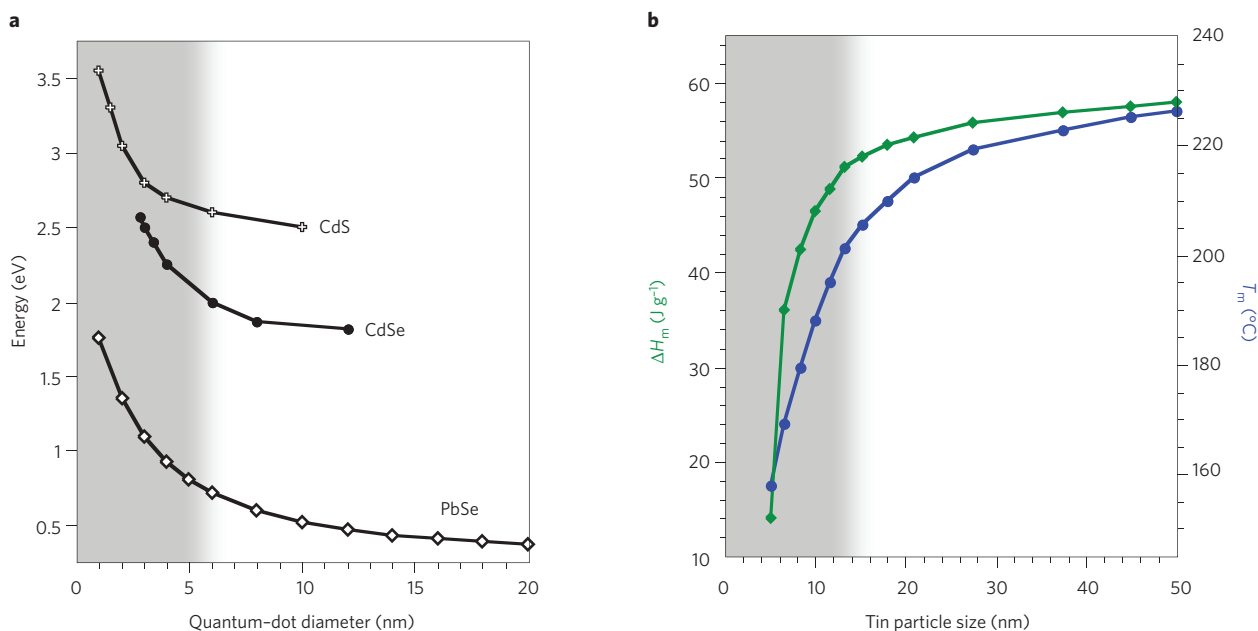 a
3.5
3
2.5
2
1.5
1
0.5
Energy (eV)
CdS
CdSe
PbSe
0 5 10 15 20
Quantum–dot diameter (nm)
b
60
50
40
30
20
10
ΔHm (J g–1)
240
220
200
180
160
Tm (°C)
0 10 20 30 40 50
Tin particle size (nm)